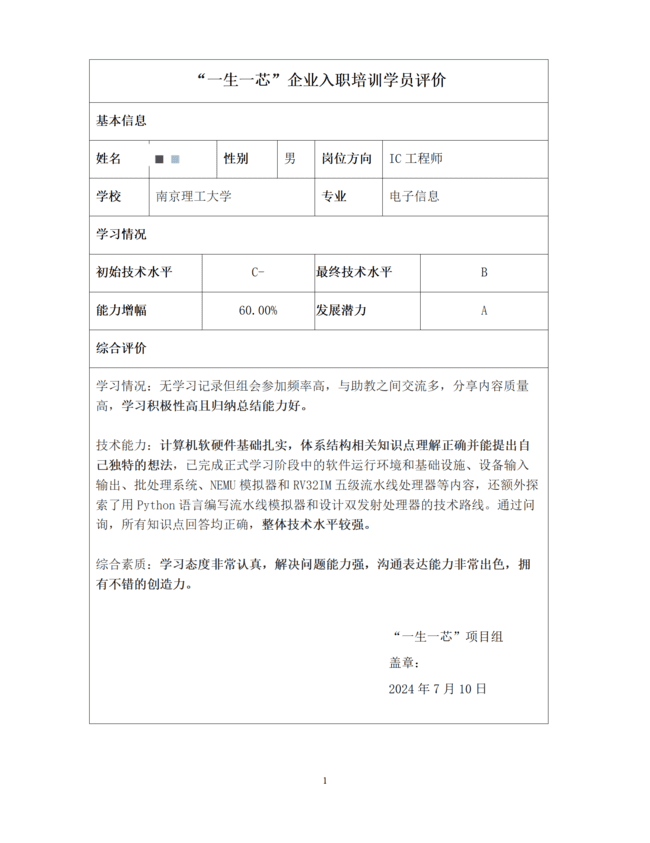 “一生一芯”企业入职培训学员评价
基本信息
姓名 性别 男 岗位方向 IC 工程师
学校 南京理工大学 专业 电子信息
学习情况
初始技术水平 C- 最终技术水平 B
能力增幅 60.00% 发展潜力 A
综合评价
学习情况：无学习记录但组会参加频率高，与助教之间交流多，分享内容质量
高，学习积极性高且归纳总结能力好。
技术能力：计算机软硬件基础扎实，体系结构相关知识点理解正确并能提出自
己独特的想法，已完成正式学习阶段中的软件运行环境和基础设施、设备输入
输出、批处理系统、NEMU 模拟器和 RV32IM 五级流水线处理器等内容，还额外探
索了用 Python 语言编写流水线模拟器和设计双发射处理器的技术路线。通过问
询，所有知识点回答均正确，整体技术水平较强。
综合素质：学习态度非常认真，解决问题能力强，沟通表达能力非常出色，拥
有不错的创造力。
“一生一芯”项目组
盖章：
2024 年 7 月 10 日
1